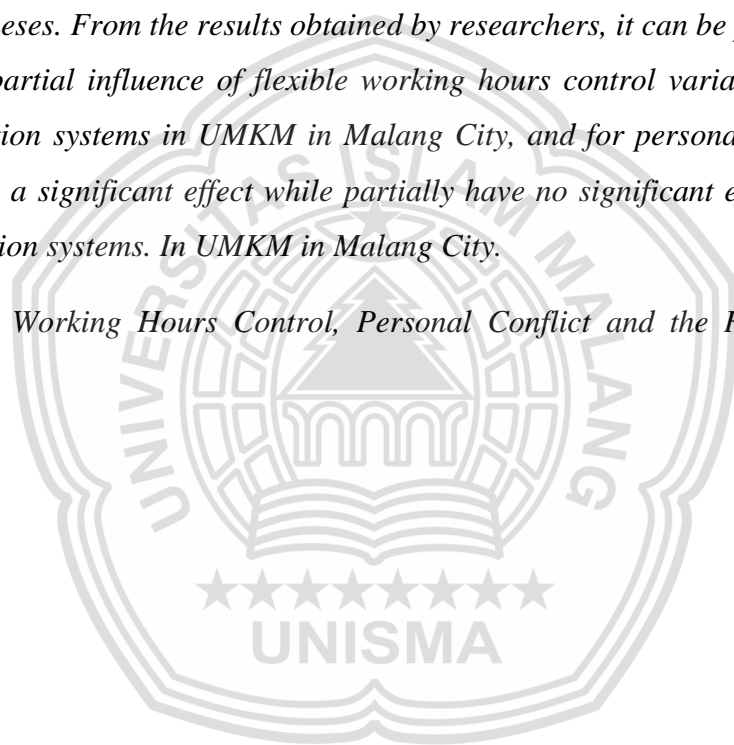 eses. From the results obtained by researchers, it can be
partial influence of flexible working hours control varia
tion systems in UMKM in Malang City, and for persona
a significant effect while partially have no significant e
tion systems. In UMKM in Malang City.
Working Hours Control, Personal Conflict and the
UNIVERSITAS ISLAM MALANG
UNISMA